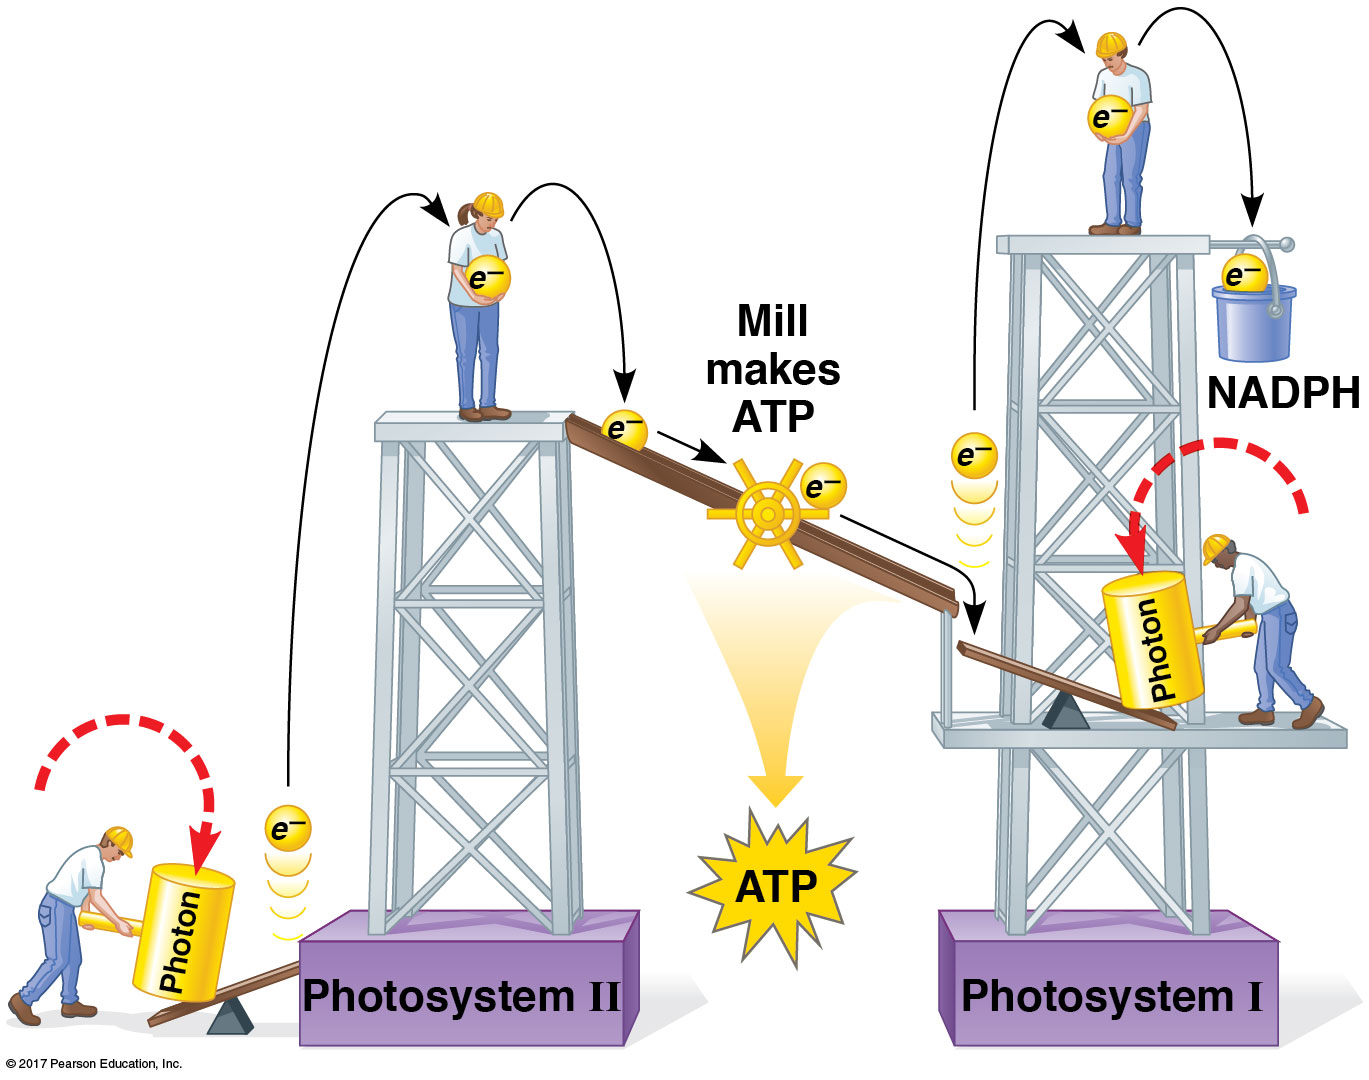 e–
e–
Mill
makes
ATP
e–
NADPH
e–
e–
e–
e–
Photon
e–
Photon
ATP
Photosystem II
Photosystem I
© 2017 Pearson Education, Inc.